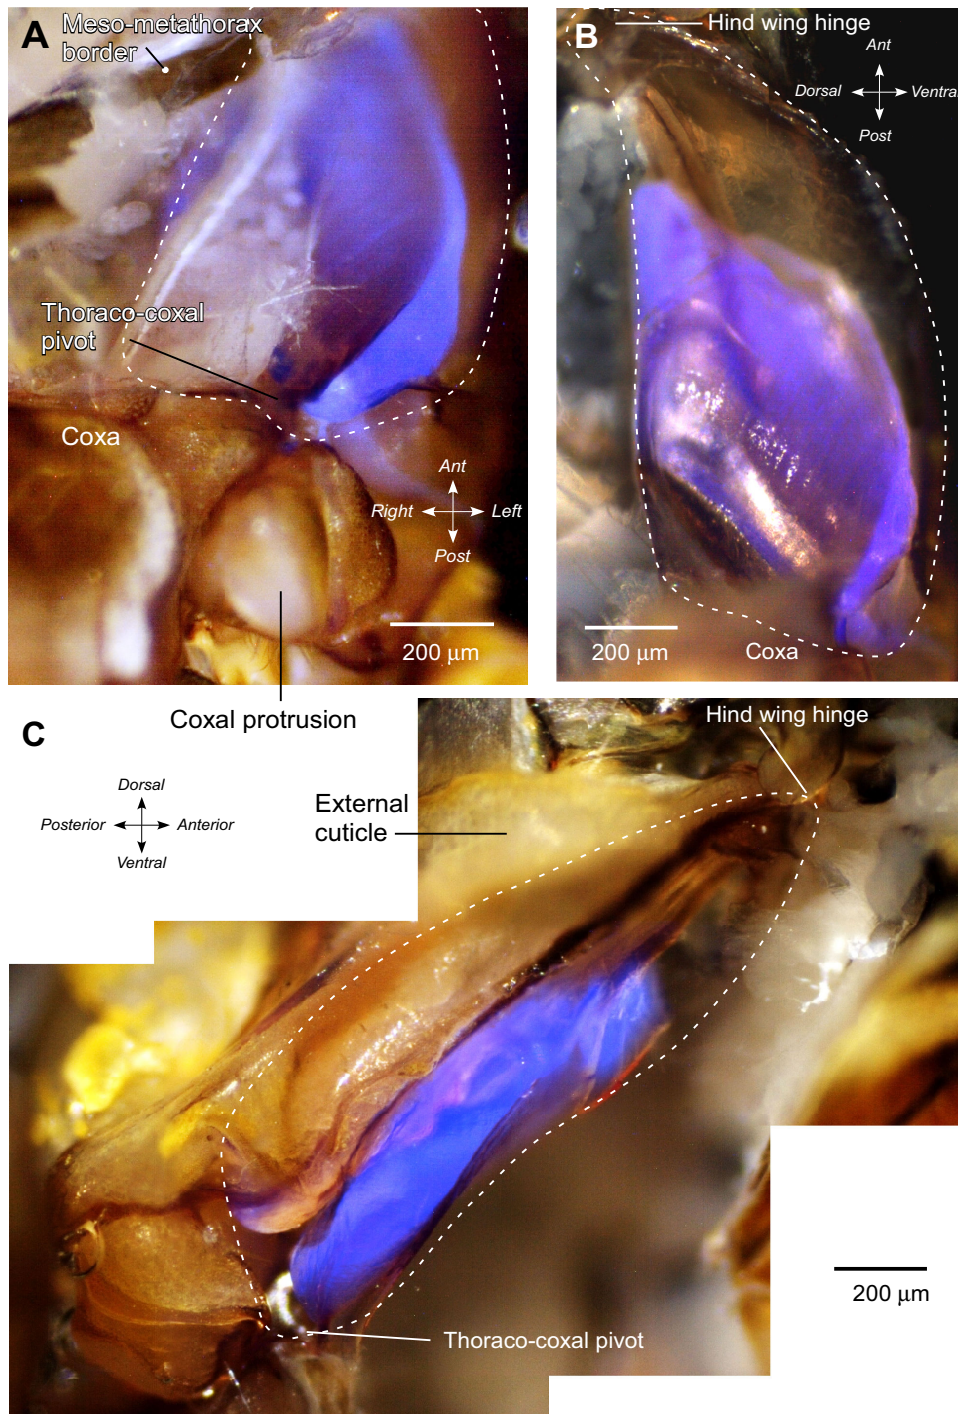 A
Meso-metathorax
border
Thoraco-coxal
pivot
Coxa
Ant
Right
Left
Post
200 μm
Coxal protrusion
B
Hind wing hinge
Ant
Dorsal
Ventral
Post
200 μm
Coxa
C
Dorsal
Posterior
Anterior
Ventral
External
cuticle
Hind wing hinge
Thoraco-coxal pivot
200 μm